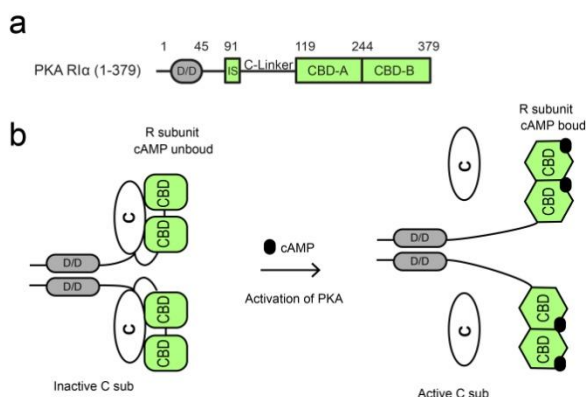 a
1 45 91 119 244 379
C-Linker
PKA RIα (1-379) D/D IS CBD-A CBD-B
b
R subunit
cAMP unboud
R subunit
cAMP boud
C CBD CBD
D/D
D/D
C CBD CBD
Inactive C sub
cAMP
Activation of PKA
C CBD CBD
D/D
D/D
C CBD CBD
Active C sub